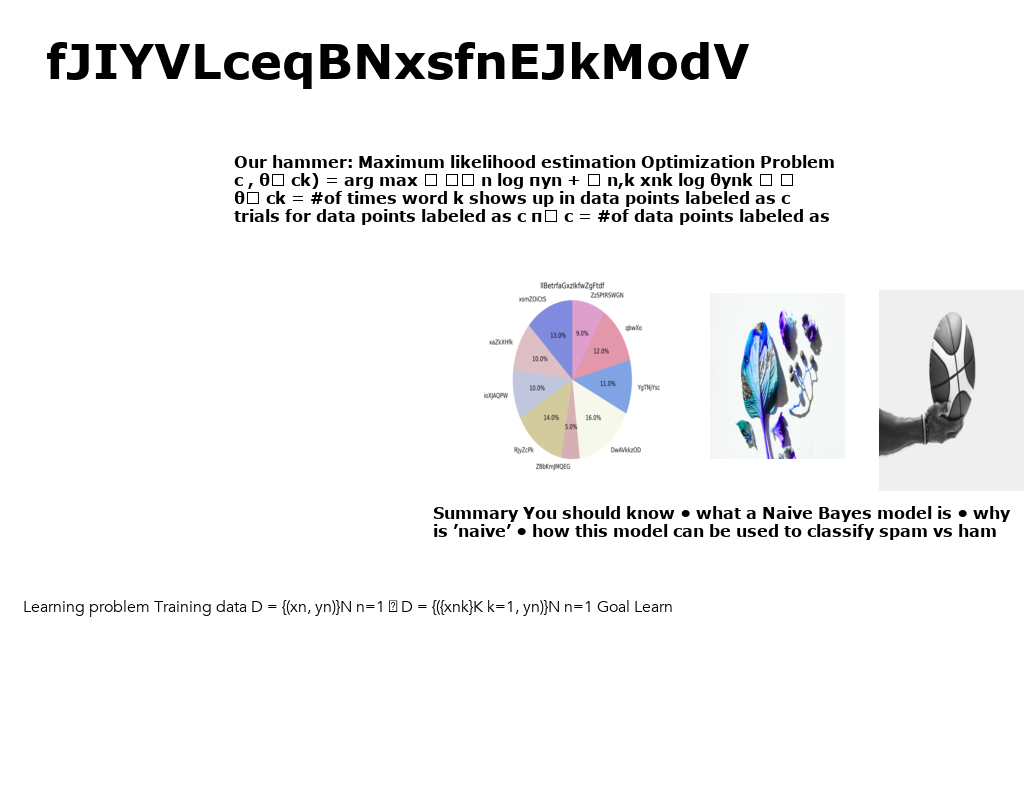 fJIYVLceqBNxsfnEJkModV
Our hammer: Maximum likelihood estimation Optimization Problem
c , θ□ ck) = arg max □ □□ n log πyn + □ n,k xnk log θynk □ □
θ□ ck = #of times word k shows up in data points labeled as c
trials for data points labeled as c π□ c = #of data points labeled as
llBetrfaGxzlkfwZgFtdf
xsmZOiCtS
ZzSPtRSWGN
qbwXo
xaZkXHfk
YgTNjYsc
ioXJAQPW
RJyZcPk
DwAVkkzOD
ZBbKmJMQEG
13.0%
9.0%
12.0%
10.0%
11.0%
10.0%
14.0%
16.0%
5.0%
Summary You should know • what a Naive Bayes model is • why
is ’naive’ • how this model can be used to classify spam vs ham
Learning problem Training data D = {(xn, yn)}N n=1 ⍰ D = {({xnk}K k=1, yn)}N n=1 Goal Learn